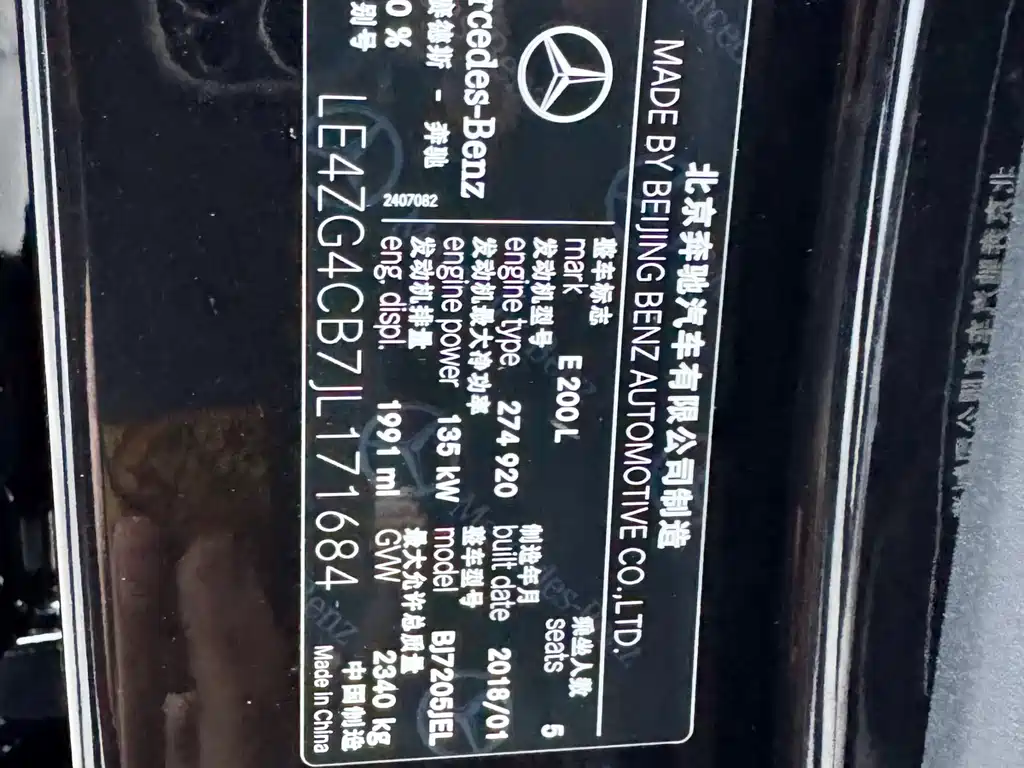 北京奔驰汽车有限公司制造
MADE BY BEIJING BENZ AUTOMOTIVE CO.,LTD.
整车标志
mark E 200 L
乘坐人数
seats 5
发动机型号
engine type 274 920
制造年月
built date 2018/01
发动机最大净功率
engine power 135 kW
整车型号
model BJ7205JEL
发动机排量
eng. displ. 1991 ml
最大允许总质量
GVW 2340 kg
rcedes-Benz
德斯 - 奔驰
0 %
别号
2407082
LE4ZG4CB7JL171684
中国制造
Made in China